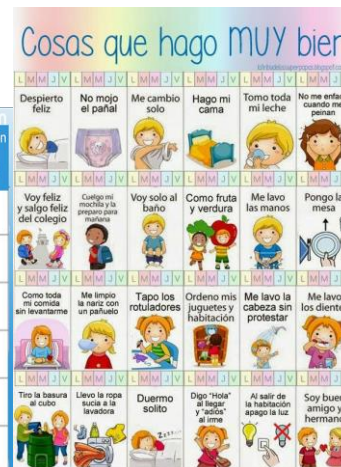 Cosas que hago MUY bien
L M M J V L M M J V L M M J V L M M J V L M M J V L M M J
Despierto
feliz
No mojo
el pañal
Me cambio
solo
Hago mi
cama
Tomo toda
mi leche
No me enfa
cuando me
peinan
L M M J V L M M J V L M M J V L M M J V L M M J V L M M J
Voy feliz
y salgo feliz
del colegio
Cuelgo mi
mochila y la
preparo para
mañana
Voy solo al
baño
Como fruta
y verdura
Me lavo
las manos
Pongo la
mesa
L M M J V L M M J V L M M J V L M M J V L M M J V L M M J
Como toda
mi comida
sin levantarme
Me limpio
la nariz con
un pañuelo
Tapo los
rotuladores
Ordeno mis
juguetes y
habitación
Me lavo la
cabeza sin
protestar
Me lavo
los diente
L M M J V L M M J V L M M J V L M M J V L M M J V L M M J
Tiro la basura
al cubo
Llevo la ropa
sucia a la
lavadora
Duermo
solito
Digo "Hola"
al llegar
y "adiós"
al irme
Al salir de
la habitación
apago la luz
Soy bue
amigo y
hermano